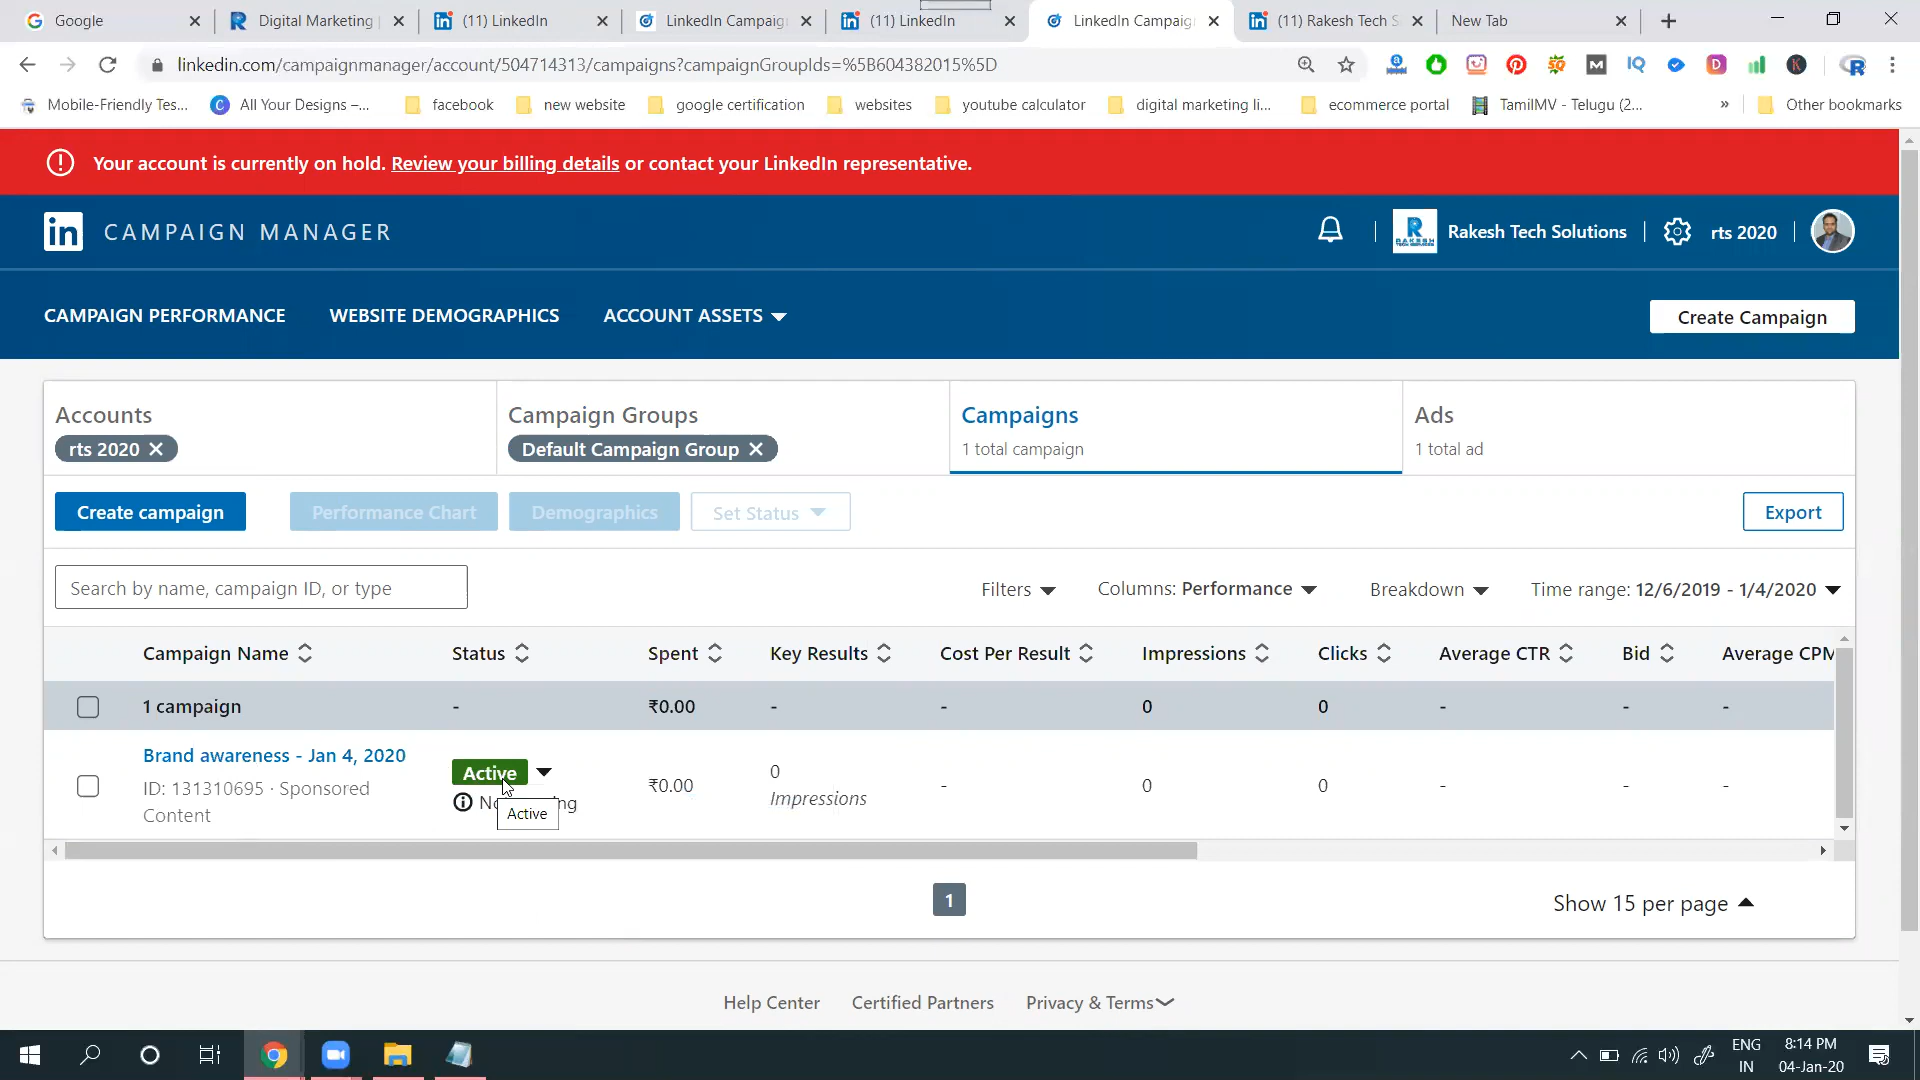 Google
Digital Marketing
(11) LinkedIn
LinkedIn Campaig
(11) LinkedIn
LinkedIn Campaig
(11) Rakesh Tech S
New Tab
linkedin.com/campaignmanager/account/504714313/campaigns?campaignGroupIds=%5B604382015%5D
Mobile-Friendly Tes...
All Your Designs –...
facebook
new website
google certification
websites
youtube calculator
digital marketing li...
ecommerce portal
TamilMV - Telugu (2...
»
Other bookmarks
Your account is currently on hold. Review your billing details or contact your LinkedIn representative.
in CAMPAIGN MANAGER
Rakesh Tech Solutions
rts 2020
CAMPAIGN PERFORMANCE
WEBSITE DEMOGRAPHICS
ACCOUNT ASSETS
Create Campaign
Accounts
rts 2020
Campaign Groups
Default Campaign Group
Campaigns
1 total campaign
Ads
1 total ad
Create campaign
Performance Chart
Demographics
Set Status
Export
Search by name, campaign ID, or type
Filters
Columns: Performance
Breakdown
Time range: 12/6/2019 - 1/4/2020
Campaign Name Status Spent Key Results Cost Per Result Impressions Clicks Average CTR Bid Average CPM
1 campaign - ₹0.00 - - 0 0 - - -
Brand awareness - Jan 4, 2020
ID: 131310695 · Sponsored
Content
Active
Active
₹0.00
0
Impressions
- 0 0 - - -
1
Show 15 per page
Help Center
Certified Partners
Privacy & Terms
ENG
IN
8:14 PM
04-Jan-20